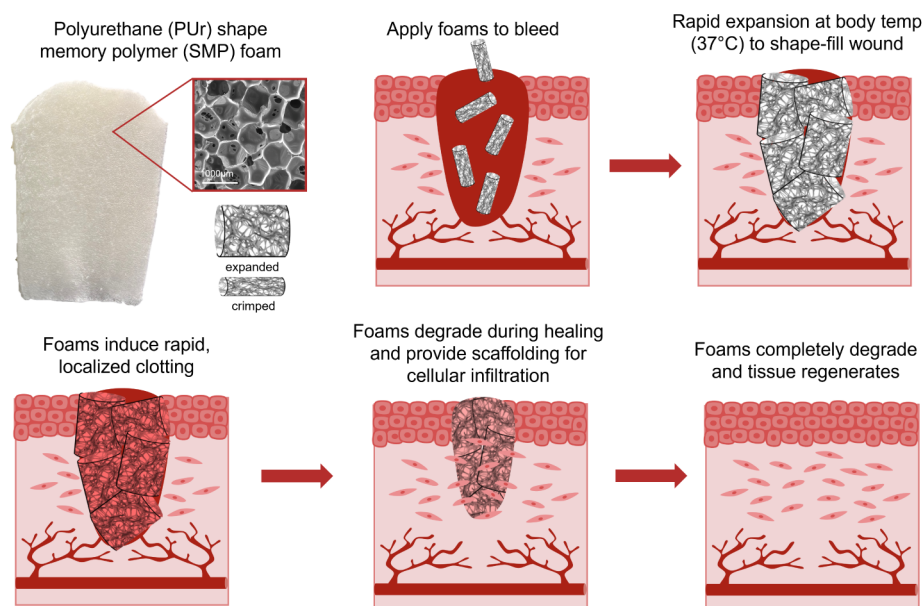 Polyurethane (PUr) shape
memory polymer (SMP) foam
1000μm
expanded
crimped
Apply foams to bleed
Rapid expansion at body temp
(37°C) to shape-fill wound
Foams induce rapid,
localized clotting
Foams degrade during healing
and provide scaffolding for
cellular infiltration
Foams completely degrade
and tissue regenerates